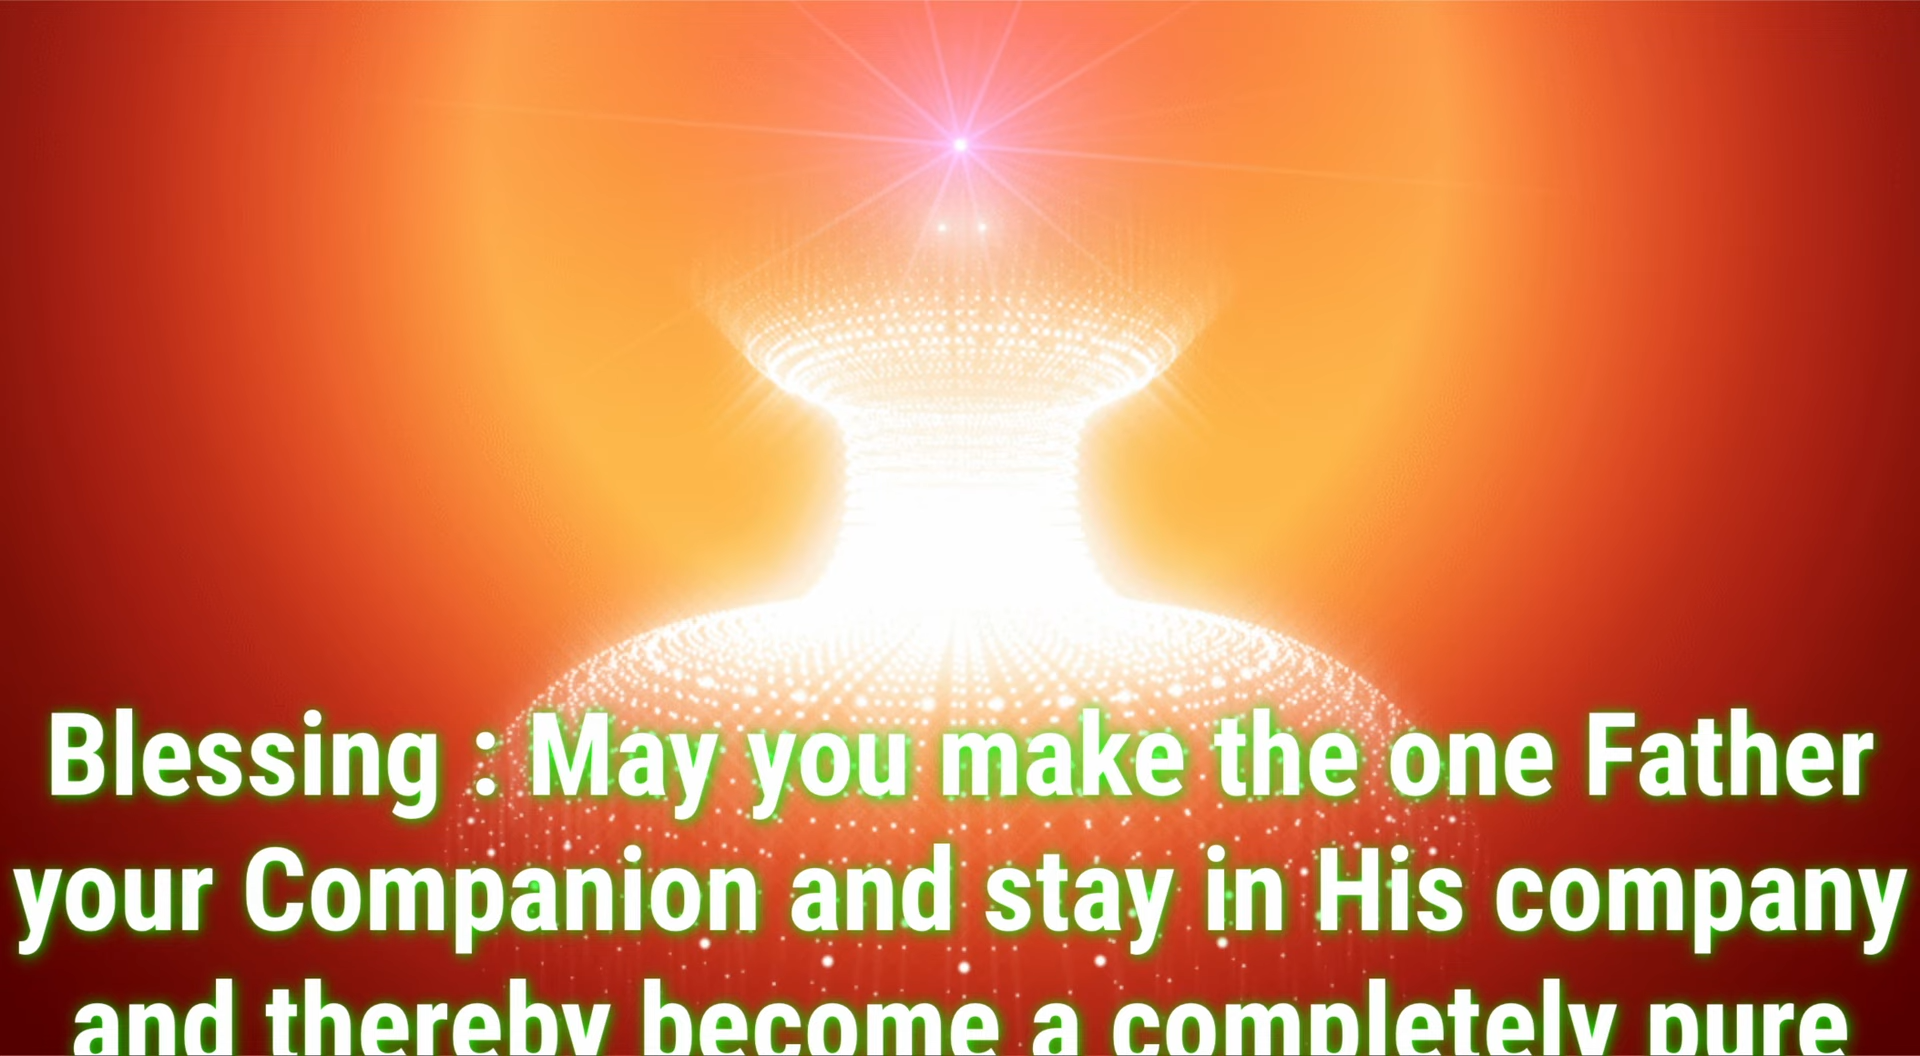 Blessing : May you make the one Father
your Companion and stay in His company
and thereby become a completely pure